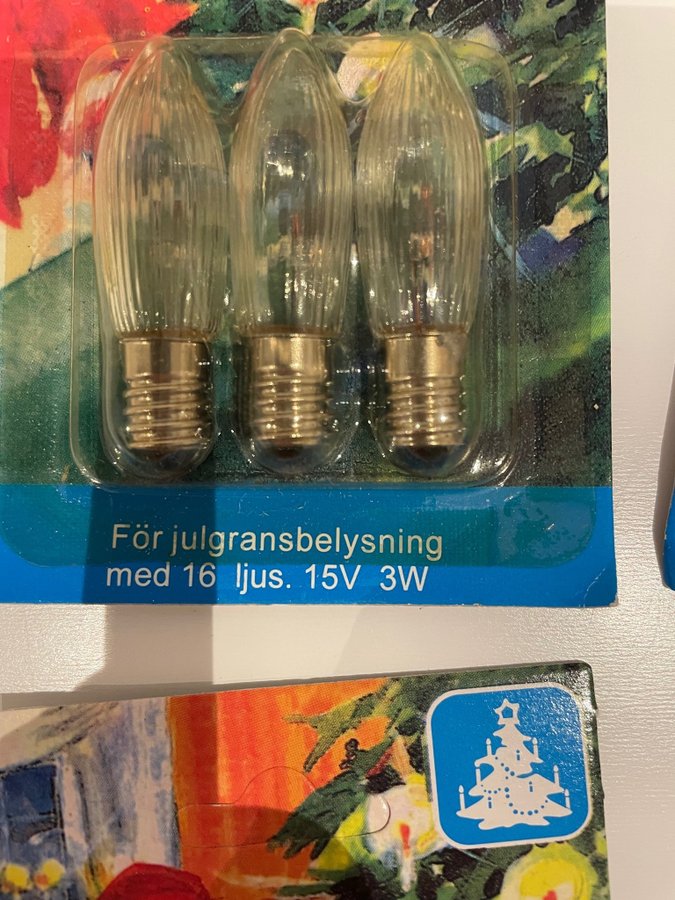 För julgransbelysning
med 16 ljus. 15V 3W